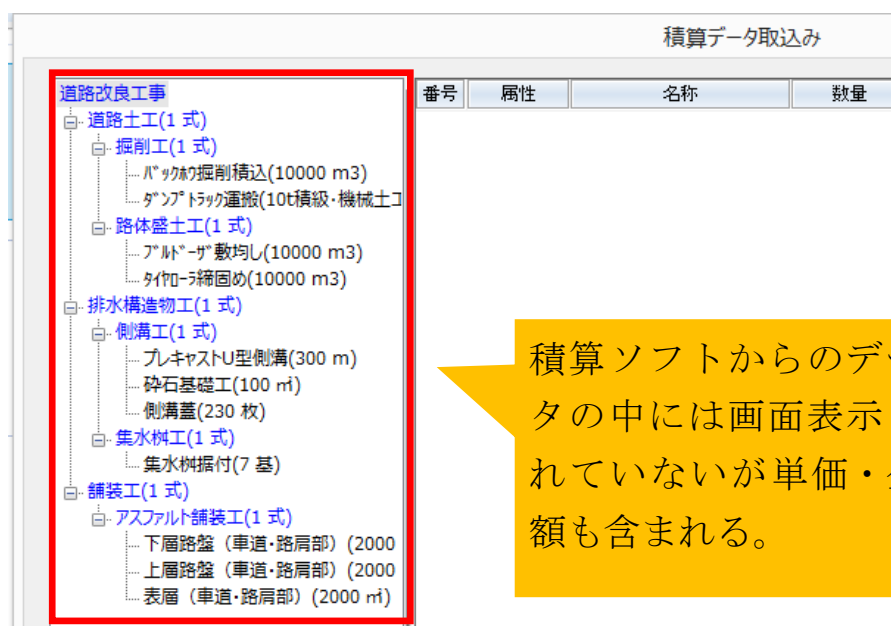 積算データ取込み
番号 属性 名称 数量
道路改良工事
道路土工(1 式)
掘削工(1 式)
ﾊﾞｯｸﾎｳ掘削積込(10000 m3)
ﾀﾞﾝﾌﾟﾄﾗｯｸ運搬(10t積級･機械土工
路体盛土工(1 式)
ﾌﾞﾙﾄﾞｰｻﾞ敷均し(10000 m3)
ﾀｲﾔﾛｰﾗ締固め(10000 m3)
排水構造物工(1 式)
側溝工(1 式)
プレキャストU型側溝(300 m)
砕石基礎工(100 ㎡)
側溝蓋(230 枚)
集水桝工(1 式)
集水桝据付(7 基)
舗装工(1 式)
アスファルト舗装工(1 式)
下層路盤（車道･路肩部）(2000
上層路盤（車道･路肩部）(2000
表層（車道･路肩部）(2000 ㎡)
積算ソフトからのデー
タの中には画面表示
れていないが単価・金
額も含まれる。